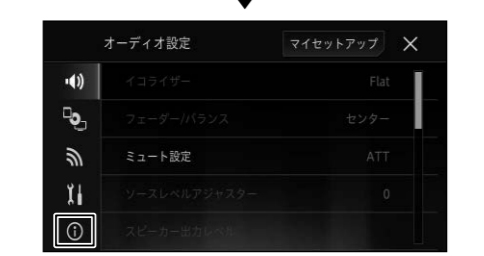 オーディオ設定 マイセットアップ
イコライザー Flat
フェーダー/バランス センター
ミュート設定 ATT
ソースレベルアジャスター 0
スピーカー出力レベル